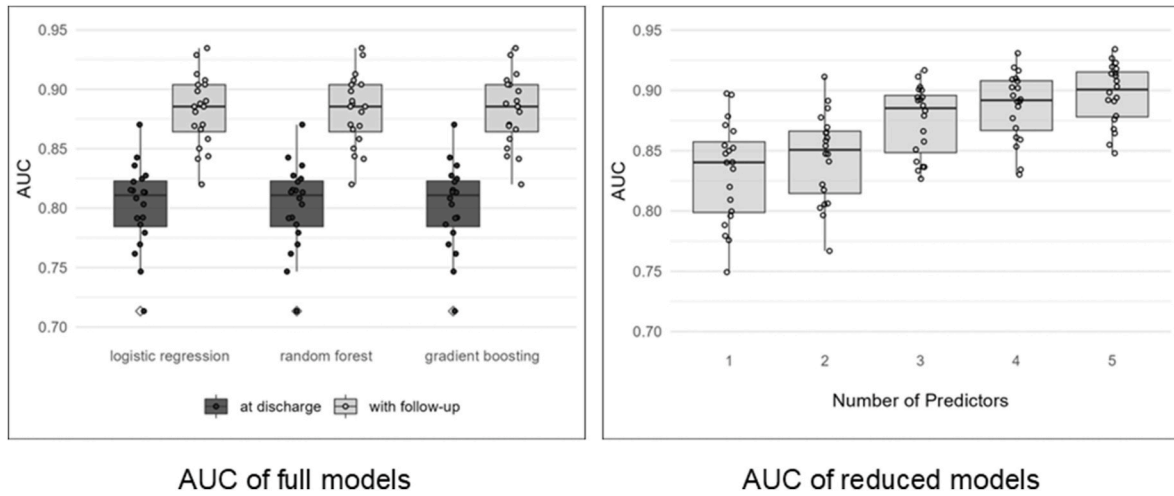 0.95
0.90
0.85
0.80
0.75
0.70
AUC
logistic regression random forest gradient boosting
at discharge with follow-up
AUC of full models
0.95
0.90
0.85
0.80
0.75
0.70
AUC
1 2 3 4 5
Number of Predictors
AUC of reduced models